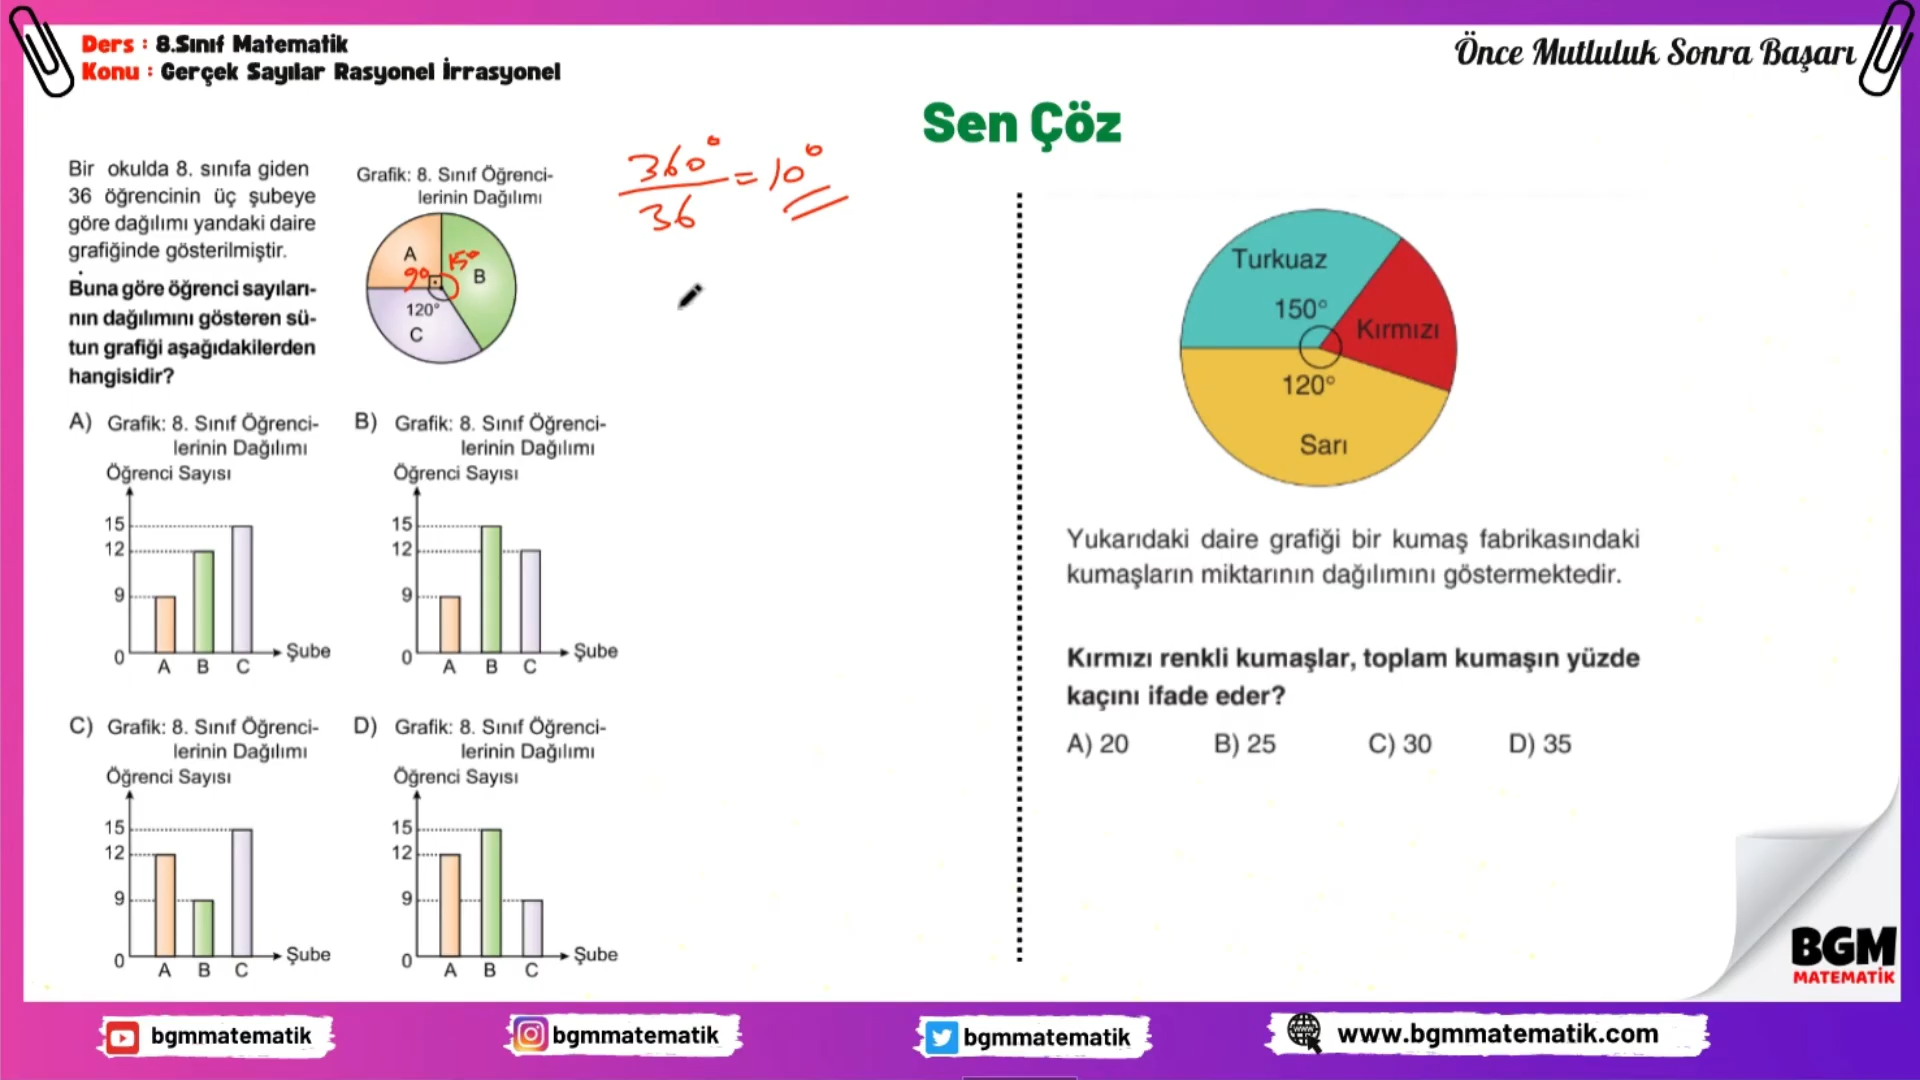 Ders : 8.Sınıf Matematik
Konu : Gerçek Sayılar Rasyonel İrrasyonel
Önce Mutluluk Sonra Başarı
Sen Çöz
Bir okulda 8. sınıfa giden
36 öğrencinin üç şubeye
göre dağılımı yandaki daire
grafiğinde gösterilmiştir.
Buna göre öğrenci sayıları-
nın dağılımını gösteren sü-
tun grafiği aşağıdakilerden
hangisidir?
Grafik: 8. Sınıf Öğrenci-
lerinin Dağılımı
A
B
90
15°
120°
C
360°
36
= 10°
A) Grafik: 8. Sınıf Öğrenci-
lerinin Dağılımı
Öğrenci Sayısı
15
12
9
0
A B C
Şube
B) Grafik: 8. Sınıf Öğrenci-
lerinin Dağılımı
Öğrenci Sayısı
15
12
9
0
A B C
Şube
C) Grafik: 8. Sınıf Öğrenci-
lerinin Dağılımı
Öğrenci Sayısı
15
12
9
0
A B C
Şube
D) Grafik: 8. Sınıf Öğrenci-
lerinin Dağılımı
Öğrenci Sayısı
15
12
9
0
A B C
Şube
Turkuaz
150°
Kırmızı
120°
Sarı
Yukarıdaki daire grafiği bir kumaş fabrikasındaki
kumaşların miktarının dağılımını göstermektedir.
Kırmızı renkli kumaşlar, toplam kumaşın yüzde
kaçını ifade eder?
A) 20 B) 25 C) 30 D) 35
BGM
MATEMATİK
bgmmatematik
bgmmatematik
bgmmatematik
www.bgmmatematik.com